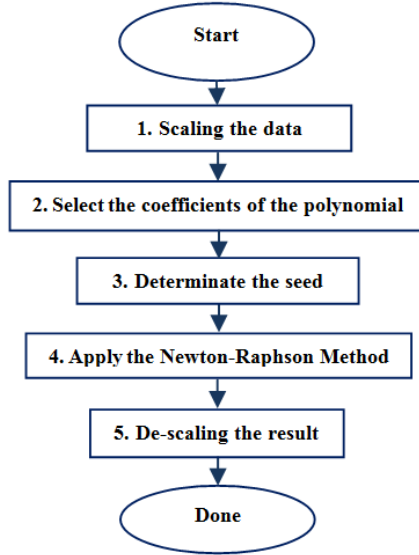 Start
1. Scaling the data
2. Select the coefficients of the polynomial
3. Determinate the seed
4. Apply the Newton-Raphson Method
5. De-scaling the result
Done